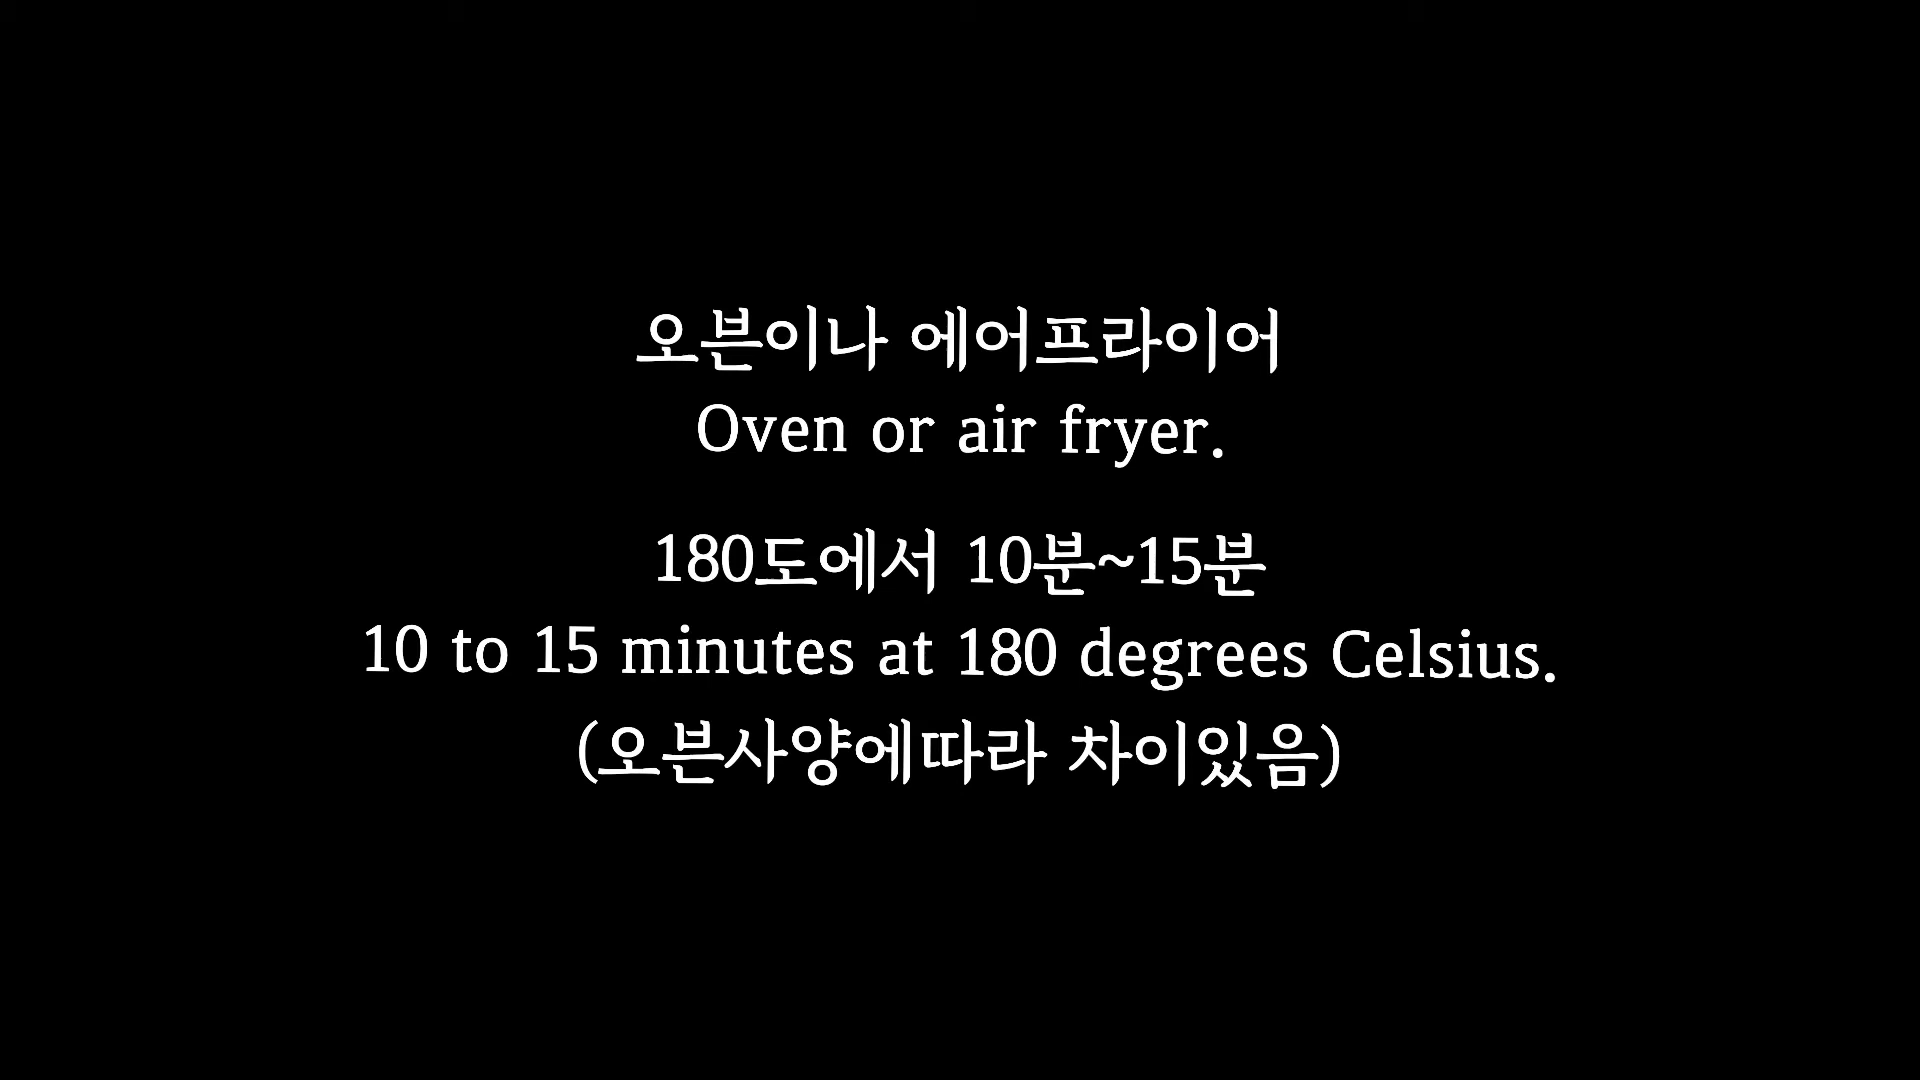 오븐이나 에어프라이어
Oven or air fryer.
180도에서 10분~15분
10 to 15 minutes at 180 degrees Celsius.
(오븐사양에따라 차이있음)